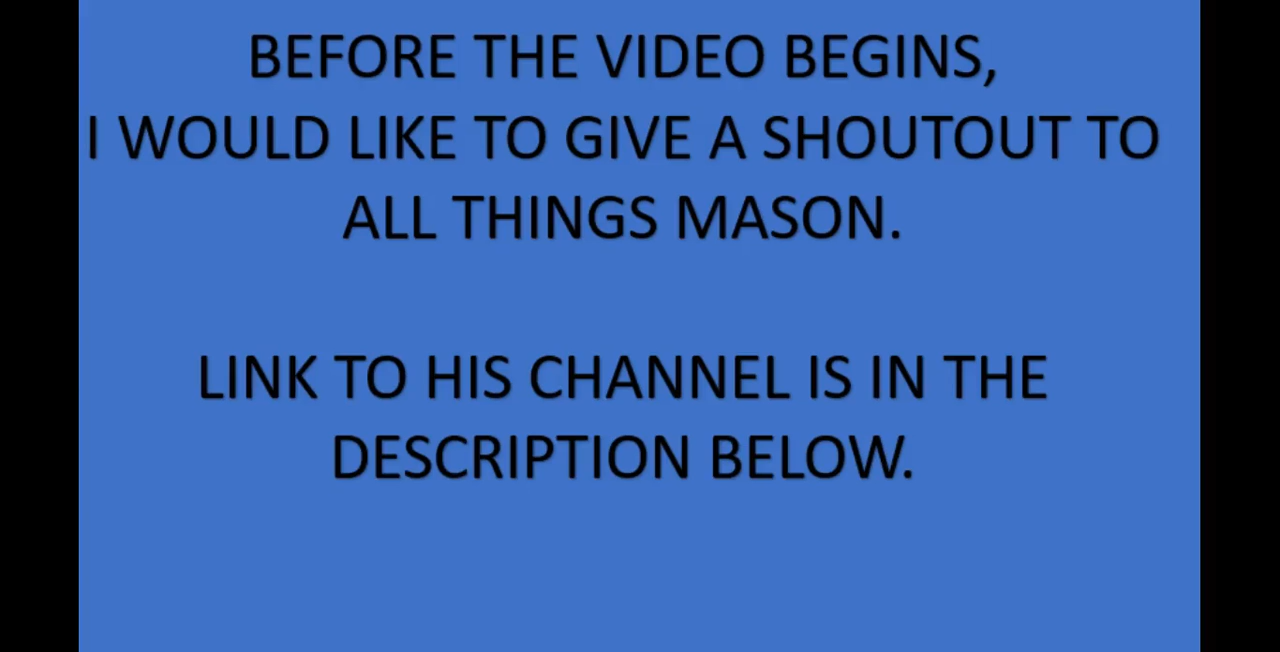 BEFORE THE VIDEO BEGINS,
I WOULD LIKE TO GIVE A SHOUTOUT TO
ALL THINGS MASON.
LINK TO HIS CHANNEL IS IN THE
DESCRIPTION BELOW.